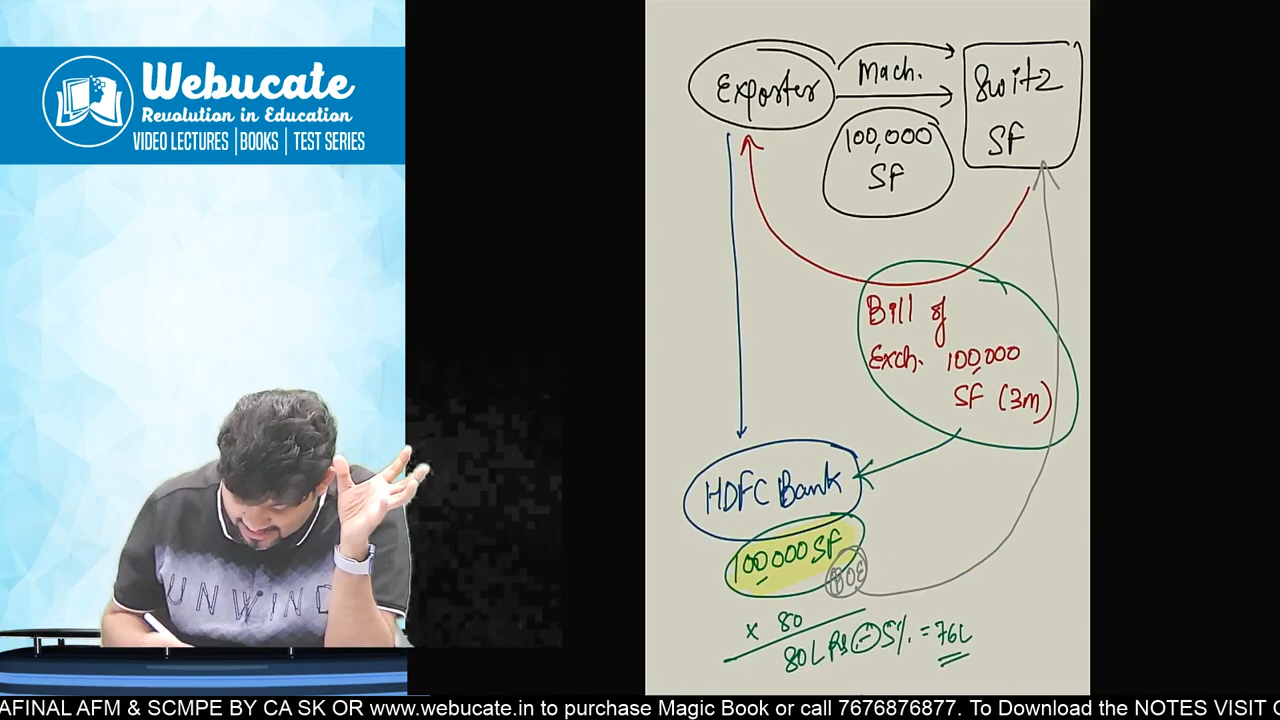 Webucate
Revolution in Education
VIDEO LECTURES | BOOKS | TEST SERIES
Exporter
Mach.
100,000
SF
Switz
SF
Bill of
Exch. 100,000
SF (3m)
HDFC Bank
100,000 SF
BOE
x 80
80L Rs - 5% = 76L
UNWIND
AFINAL AFM & SCMPE BY CA SK OR www.webucate.in to purchase Magic Book or call 7676876877. To Download the NOTES VISIT C